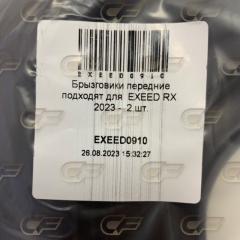 EXEED0910
Брызговики передние
подходят для EXEED RX
2023 - 2 шт.
EXEED0910
26.08.2023 15:32:27